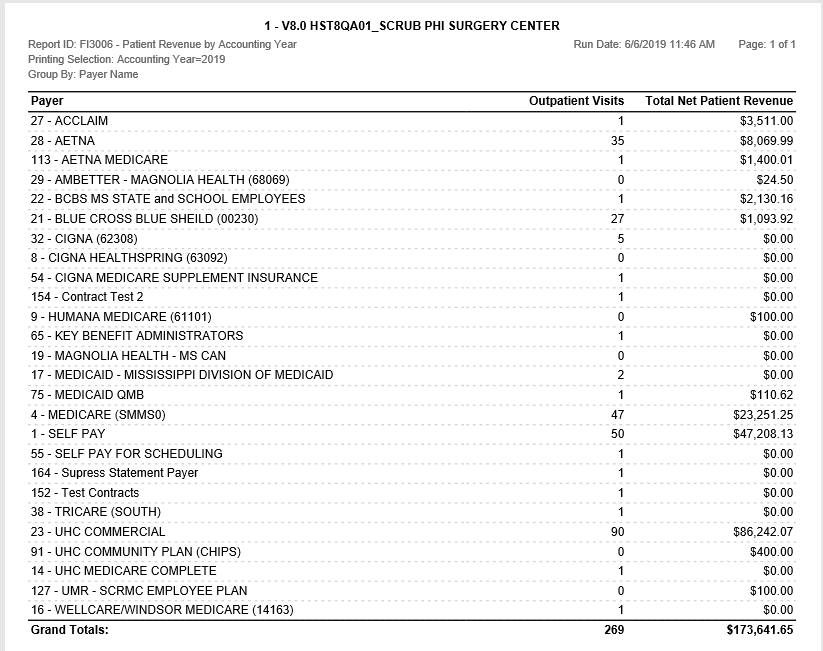 1 - V8.0 HST8QA01_SCRUB PHI SURGERY CENTER
Report ID: FI3006 - Patient Revenue by Accounting Year Run Date: 6/6/2019 11:46 AM Page: 1 of 1
Printing Selection: Accounting Year=2019
Group By: Payer Name
Payer Outpatient Visits Total Net Patient Revenue
27 - ACCLAIM 1 $3,511.00
28 - AETNA 35 $8,069.99
113 - AETNA MEDICARE 1 $1,400.01
29 - AMBETTER - MAGNOLIA HEALTH (68069) 0 $24.50
22 - BCBS MS STATE and SCHOOL EMPLOYEES 1 $2,130.16
21 - BLUE CROSS BLUE SHEILD (00230) 27 $1,093.92
32 - CIGNA (62308) 5 $0.00
8 - CIGNA HEALTHSPRING (63092) 0 $0.00
54 - CIGNA MEDICARE SUPPLEMENT INSURANCE 1 $0.00
154 - Contract Test 2 1 $0.00
9 - HUMANA MEDICARE (61101) 0 $100.00
65 - KEY BENEFIT ADMINISTRATORS 1 $0.00
19 - MAGNOLIA HEALTH - MS CAN 0 $0.00
17 - MEDICAID - MISSISSIPPI DIVISION OF MEDICAID 2 $0.00
75 - MEDICAID QMB 1 $110.62
4 - MEDICARE (SMMS0) 47 $23,251.25
1 - SELF PAY 50 $47,208.13
55 - SELF PAY FOR SCHEDULING 1 $0.00
164 - Supress Statement Payer 1 $0.00
152 - Test Contracts 1 $0.00
38 - TRICARE (SOUTH) 1 $0.00
23 - UHC COMMERCIAL 90 $86,242.07
91 - UHC COMMUNITY PLAN (CHIPS) 0 $400.00
14 - UHC MEDICARE COMPLETE 1 $0.00
127 - UMR - SCRMC EMPLOYEE PLAN 0 $100.00
16 - WELLCARE/WINDSOR MEDICARE (14163) 1 $0.00
Grand Totals: 269 $173,641.65